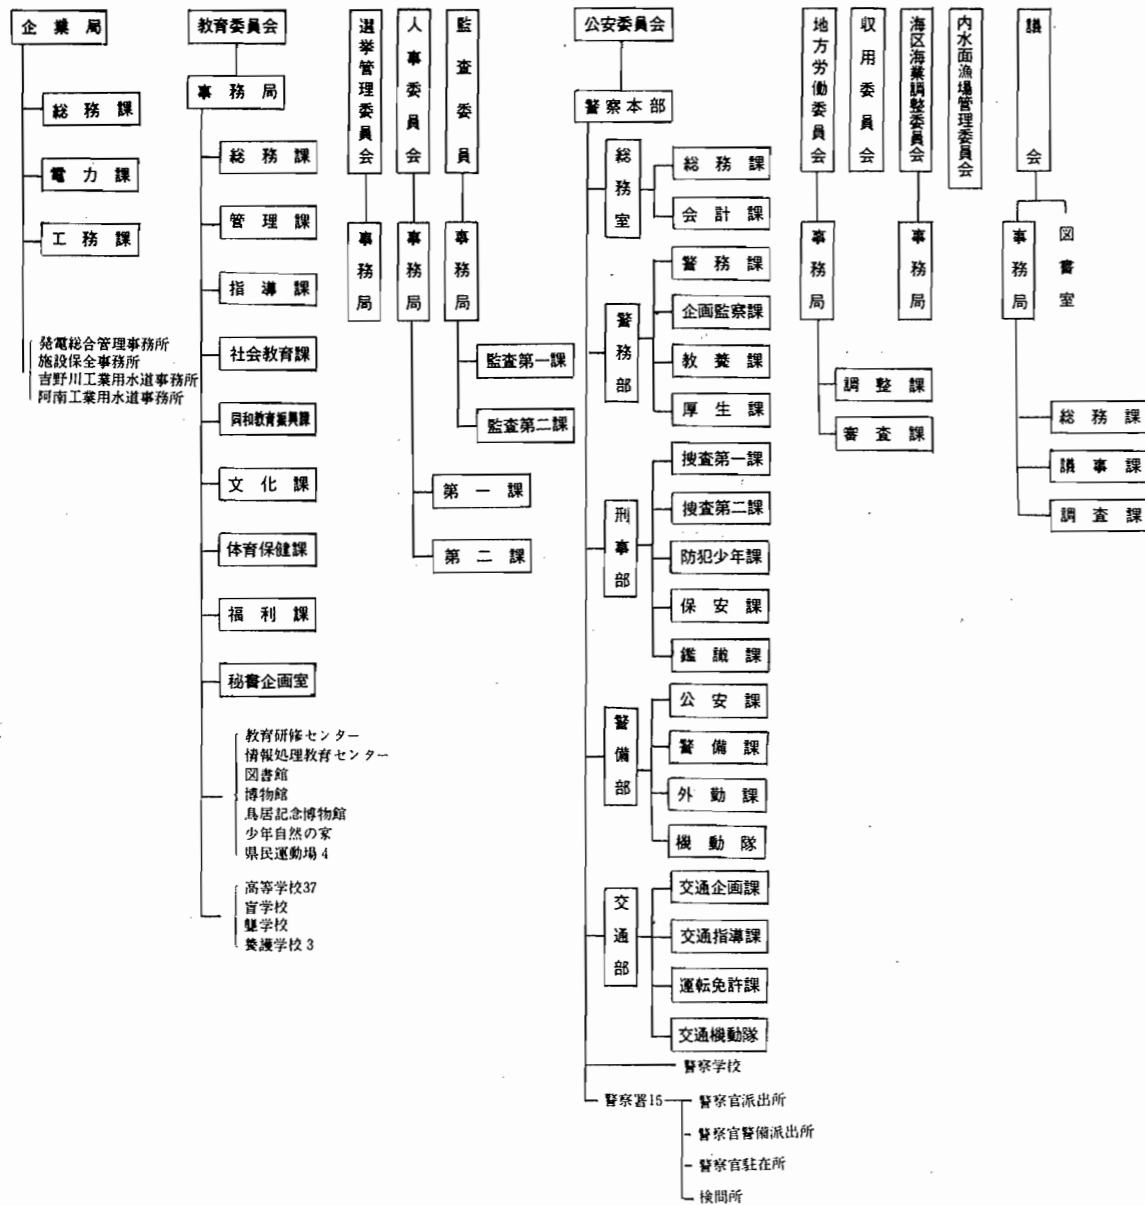 企業局
総務課
電力課
工務課
発電総合管理事務所
施設保全事務所
吉野川工業用水道事務所
阿南工業用水道事務所
教育委員会
事務局
総務課
管理課
指導課
社会教育課
同和教育振興課
文化課
体育保健課
福利課
秘書企画室
教育研修センター
情報処理教育センター
図書館
博物館
鳥居記念博物館
少年自然の家
県民運動場4
高等学校37
盲学校
聾学校
養護学校3
選挙管理委員会
事務局
人事委員会
事務局
第一課
第二課
監査委員
事務局
監査第一課
監査第二課
公安委員会
警察本部
総務室
総務課
会計課
警務部
警務課
企画監察課
教養課
厚生課
刑事部
捜査第一課
捜査第二課
防犯少年課
保安課
鑑識課
警備部
公安課
警備課
外勤課
機動隊
交通部
交通企画課
交通指導課
運転免許課
交通機動隊
警察学校
警察署15
警察官派出所
警察官警備派出所
警察官駐在所
検問所
地方労働委員会
事務局
調整課
審査課
収用委員会
海区漁業調整委員会
事務局
内水面漁場管理委員会
議会
事務局
図書室
総務課
議事課
調査課